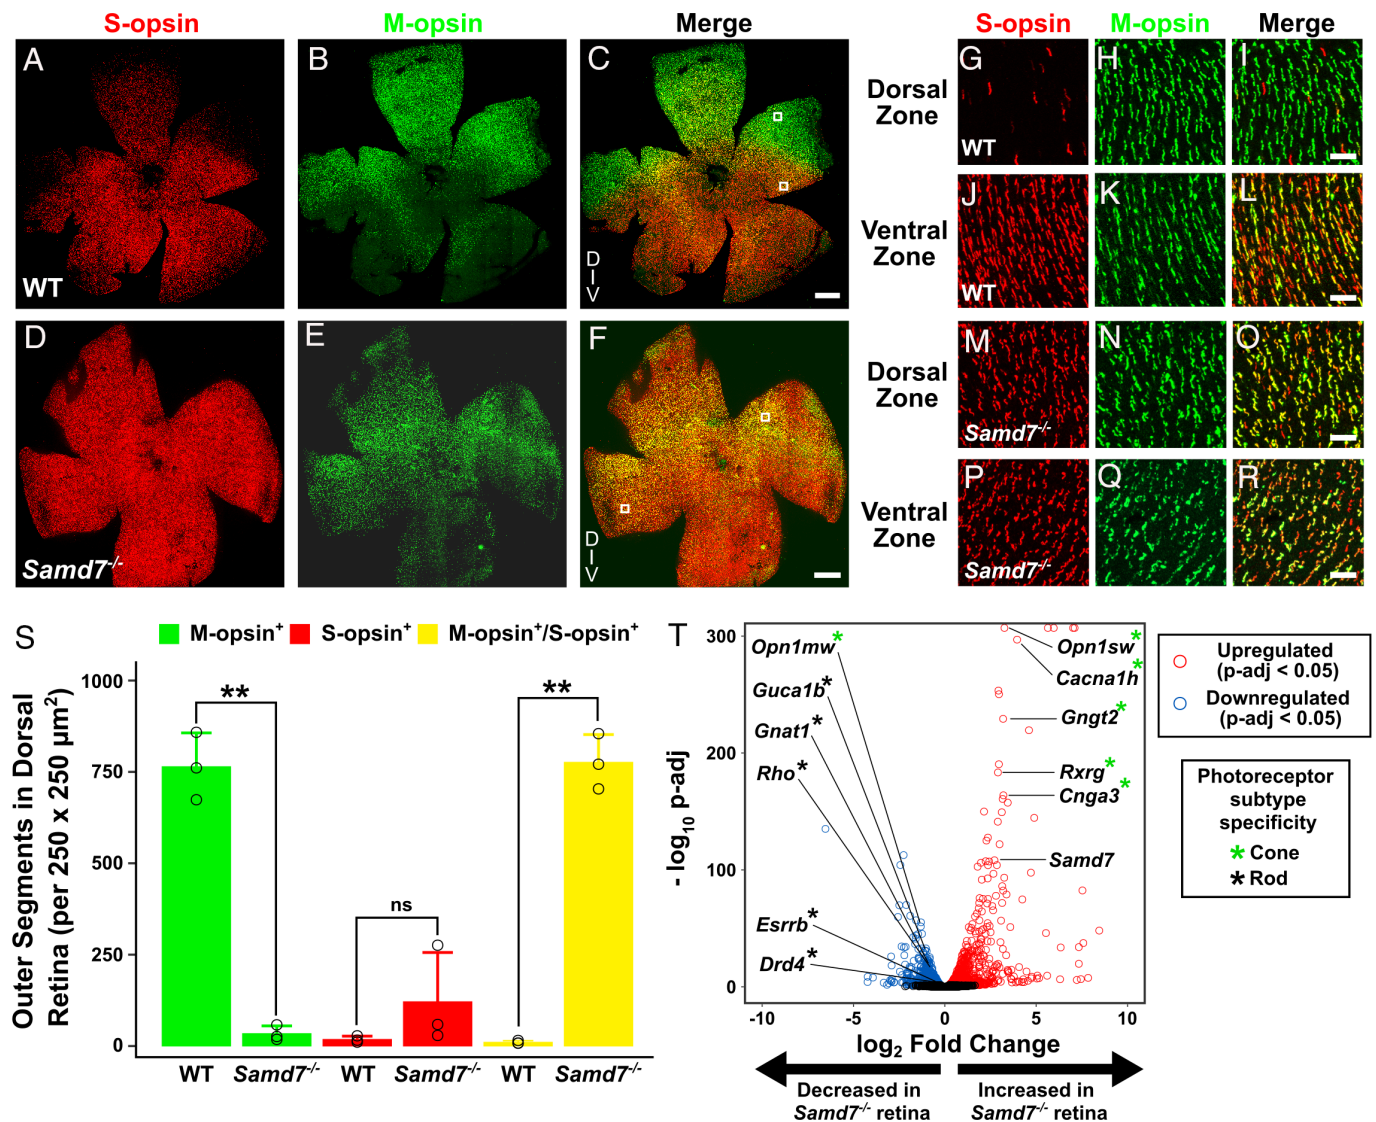 S-opsin M-opsin Merge
A B C
WT
D
V
D E F
Samd7-/-
D
V
S-opsin M-opsin Merge
Dorsal
Zone
G H I
WT
Ventral
Zone
J K L
WT
Dorsal
Zone
M N O
Samd7-/-
Ventral
Zone
P Q R
Samd7-/-
S
M-opsin+ S-opsin+ M-opsin+/S-opsin+
Outer Segments in Dorsal
Retina (per 250 x 250 µm2)
1000
750
500
250
0
** ns **
WT Samd7-/- WT Samd7-/- WT Samd7-/-
T
- log10 p-adj
300
200
100
0
Opn1mw*
Guca1b*
Gnat1*
Rho*
Esrrb*
Drd4*
Opn1sw*
Cacna1h*
Gngt2*
Rxrg*
Cnga3*
Samd7
-10 -5 0 5 10
log2 Fold Change
Decreased in
Samd7-/- retina
Increased in
Samd7-/- retina
Upregulated
(p-adj < 0.05)
Downregulated
(p-adj < 0.05)
Photoreceptor
subtype
specificity
* Cone
* Rod